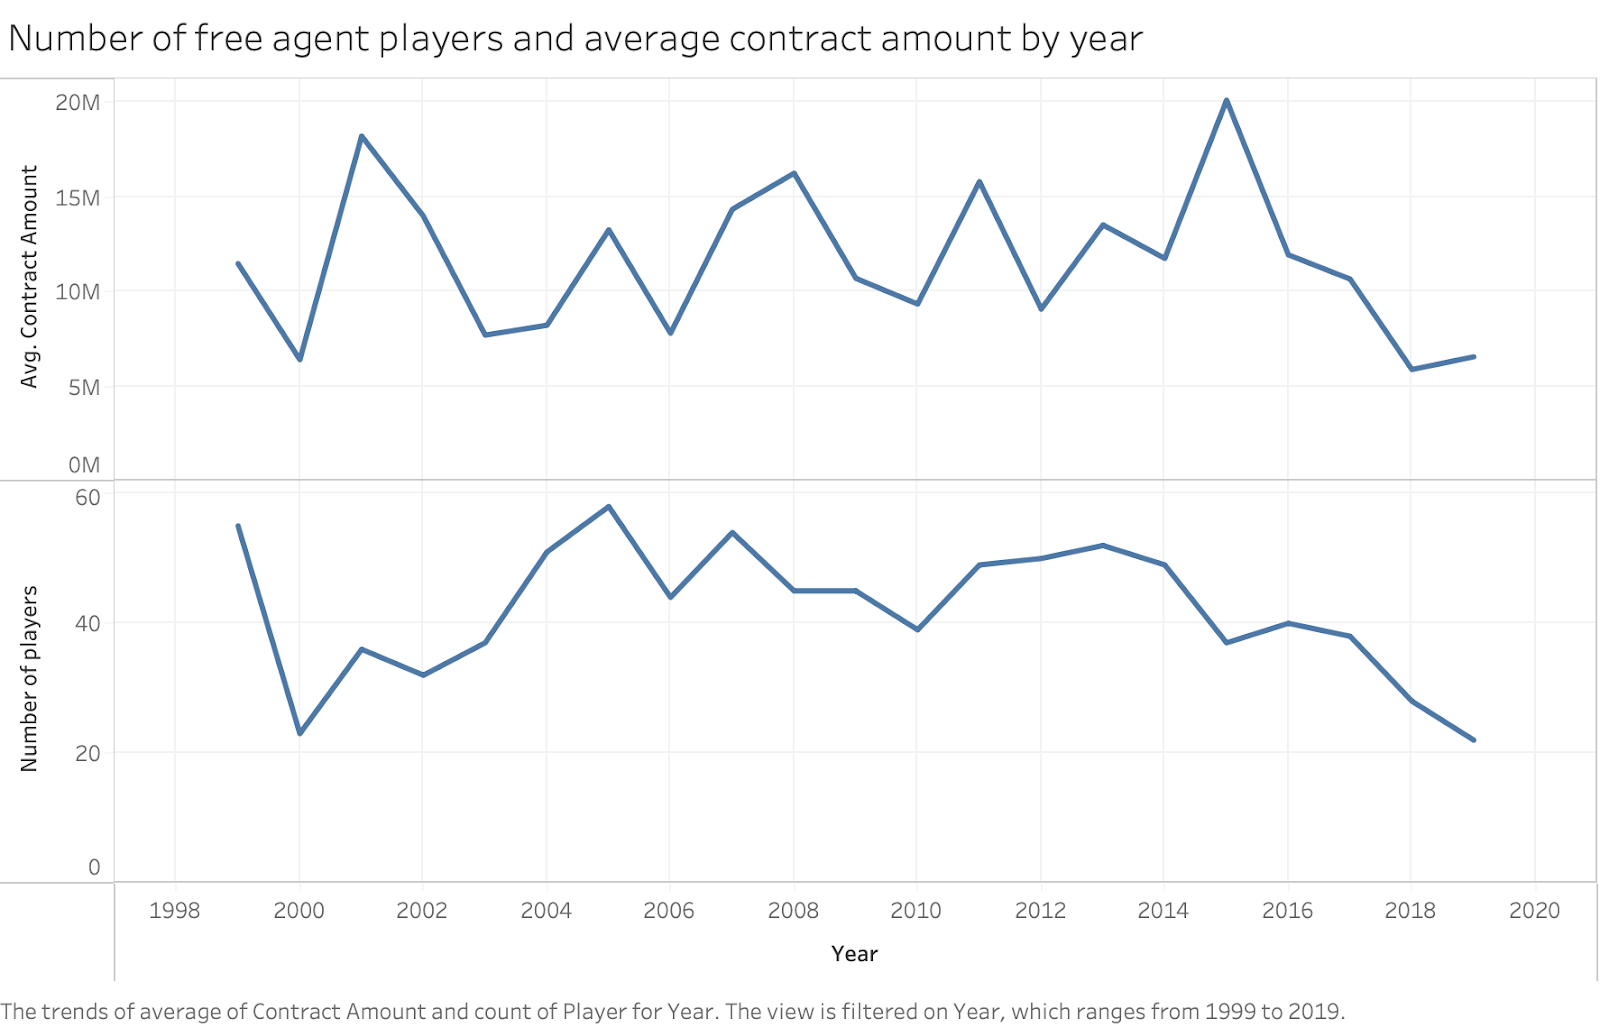 Number of free agent players and average contract amount by year
20M
15M
10M
5M
0M
Avg. Contract Amount
60
40
20
0
Number of players
1998 2000 2002 2004 2006 2008 2010 2012 2014 2016 2018 2020
Year
The trends of average of Contract Amount and count of Player for Year. The view is filtered on Year, which ranges from 1999 to 2019.